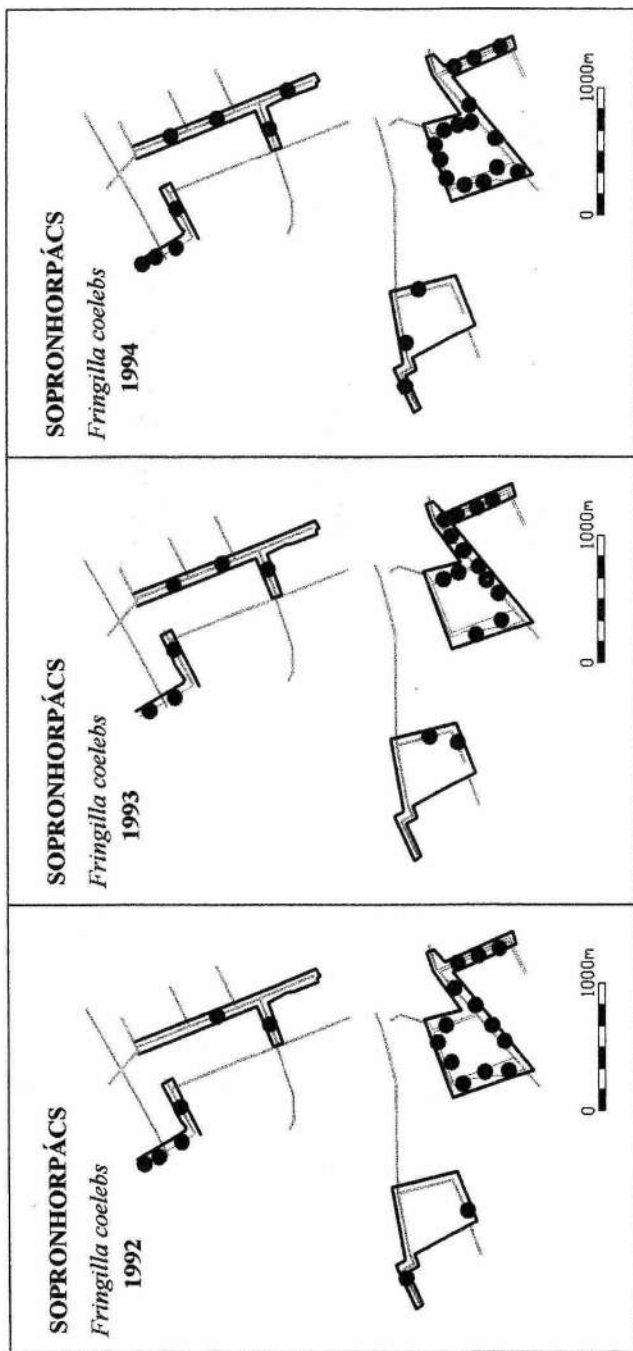 SOPRONHORPÁCS
Fringilla coelebs
1992
0 1000m
SOPRONHORPÁCS
Fringilla coelebs
1993
0 1000m
SOPRONHORPÁCS
Fringilla coelebs
1994
0 1000m